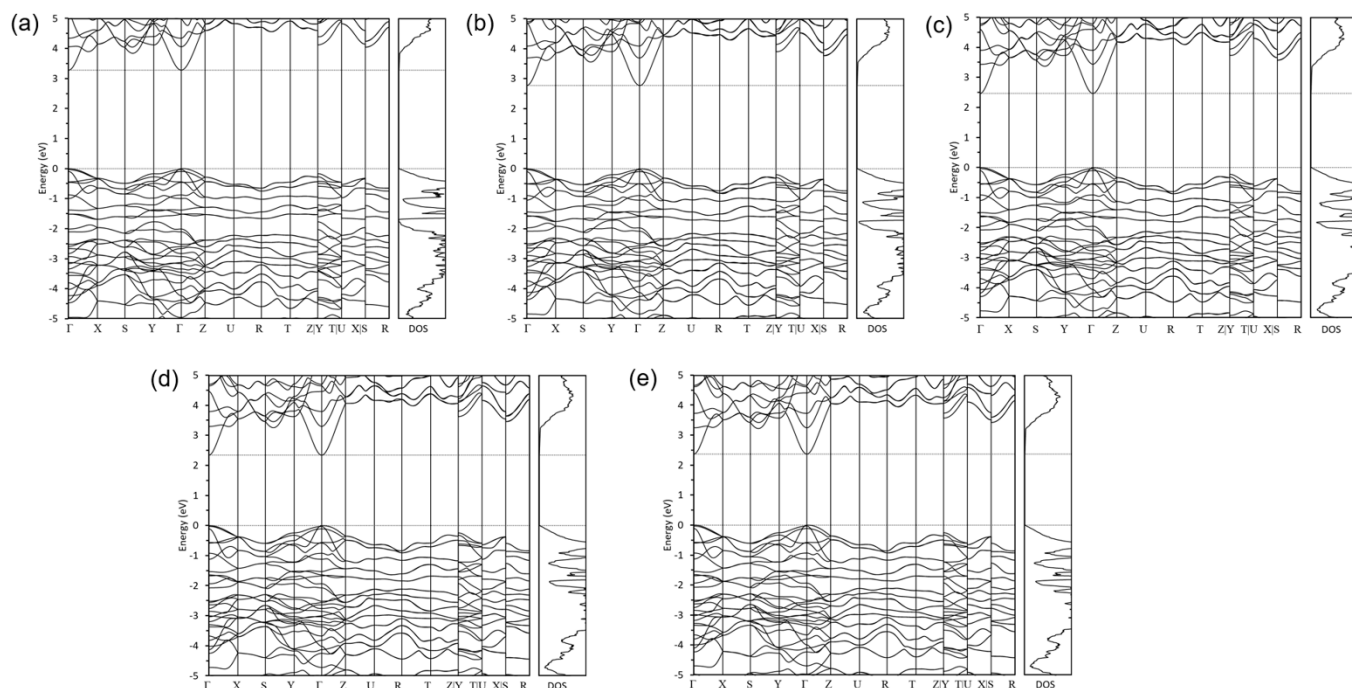 (a)
Energy (eV)
5
4
3
2
1
0
-1
-2
-3
-4
-5
Γ X S Y Γ Z U R T Z|Y T|U X|S R
DOS
(b)
Energy (eV)
5
4
3
2
1
0
-1
-2
-3
-4
-5
Γ X S Y Γ Z U R T Z|Y T|U X|S R
DOS
(c)
Energy (eV)
5
4
3
2
1
0
-1
-2
-3
-4
-5
Γ X S Y Γ Z U R T Z|Y T|U X|S R
DOS
(d)
Energy (eV)
5
4
3
2
1
0
-1
-2
-3
-4
-5
Γ X S Y Γ Z U R T Z|Y T|U X|S R
DOS
(e)
Energy (eV)
5
4
3
2
1
0
-1
-2
-3
-4
-5
Γ X S Y Γ Z U R T Z|Y T|U X|S R
DOS